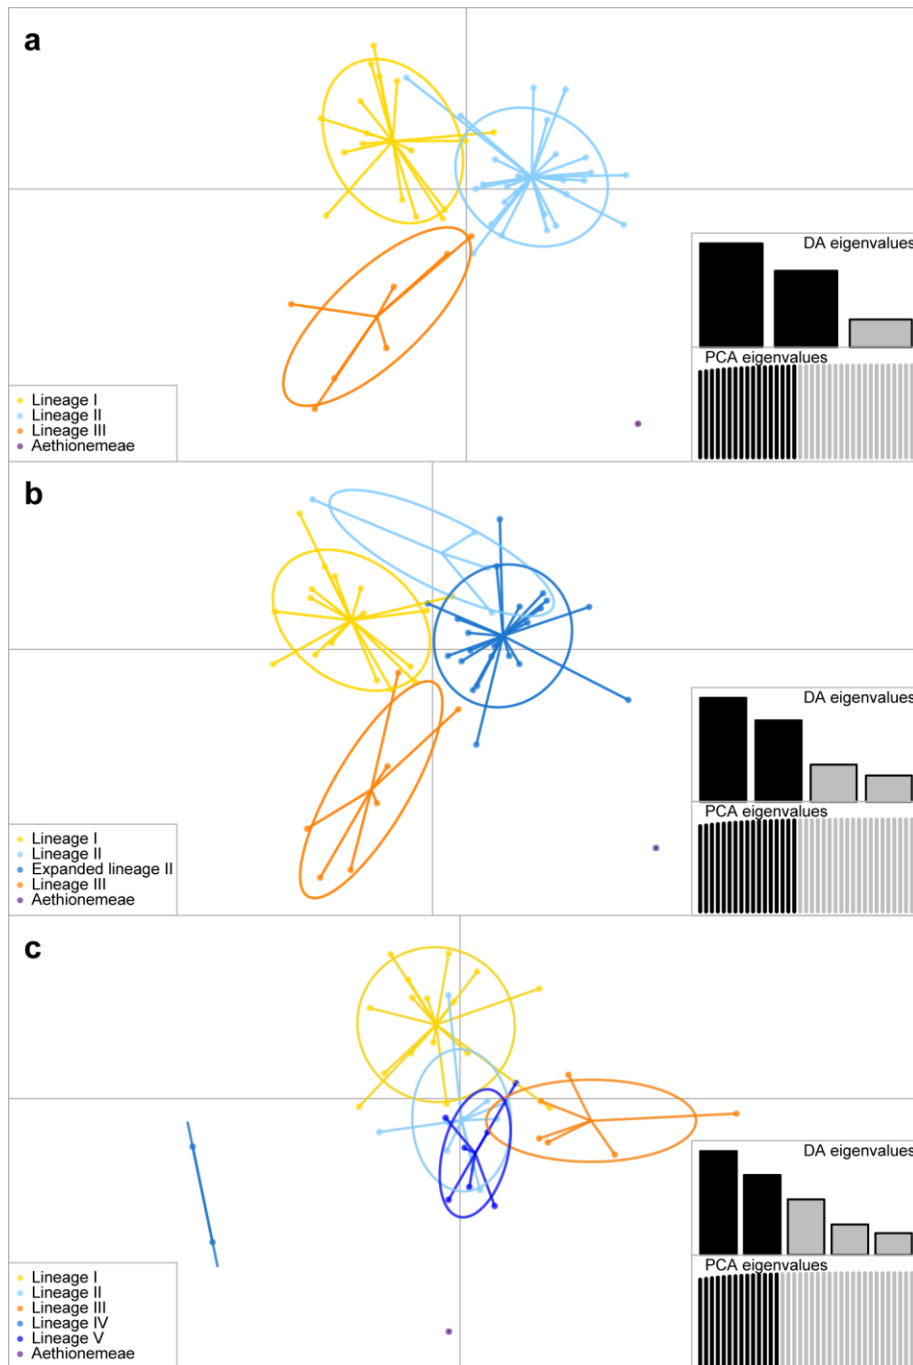 a
DA eigenvalues
PCA eigenvalues
Lineage I
Lineage II
Lineage III
Aethionemeae
b
DA eigenvalues
PCA eigenvalues
Lineage I
Lineage II
Expanded lineage II
Lineage III
Aethionemeae
c
DA eigenvalues
PCA eigenvalues
Lineage I
Lineage II
Lineage III
Lineage IV
Lineage V
Aethionemeae